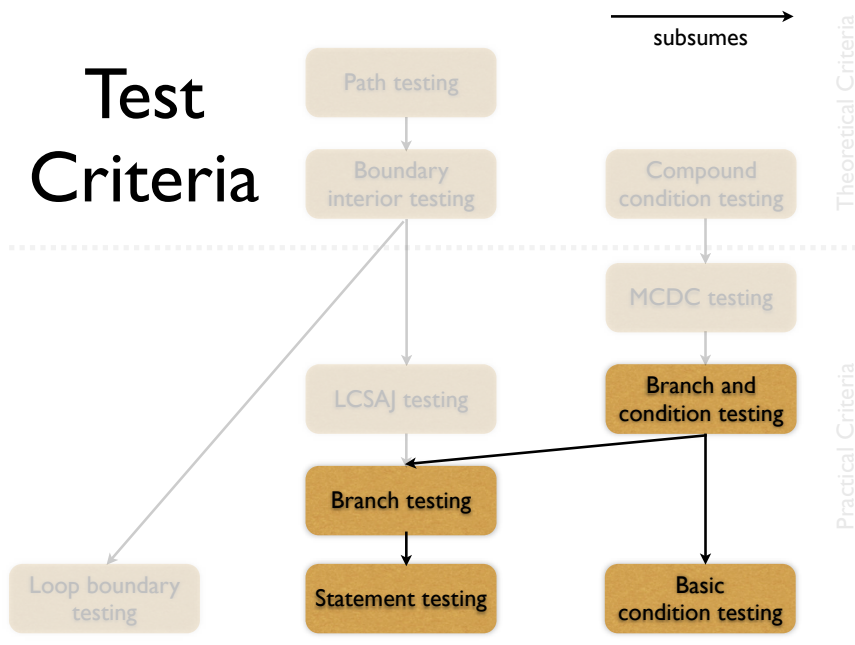 Test
Criteria
subsumes
Path testing
Boundary
interior testing
Compound
condition testing
Theoretical Criteria
MCDC testing
LCSAJ testing
Branch and
condition testing
Practical Criteria
Branch testing
Loop boundary
testing
Statement testing
Basic
condition testing